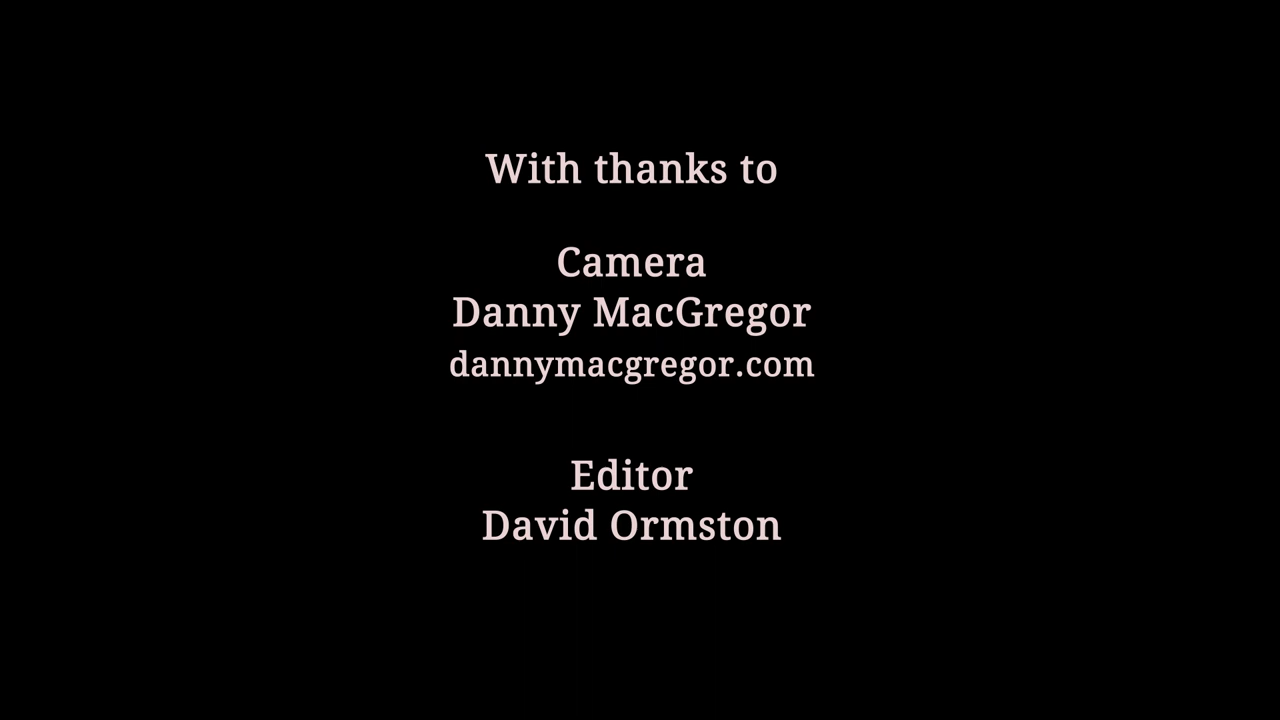 With thanks to
Camera
Danny MacGregor
dannymacgregor.com
Editor
David Ormston